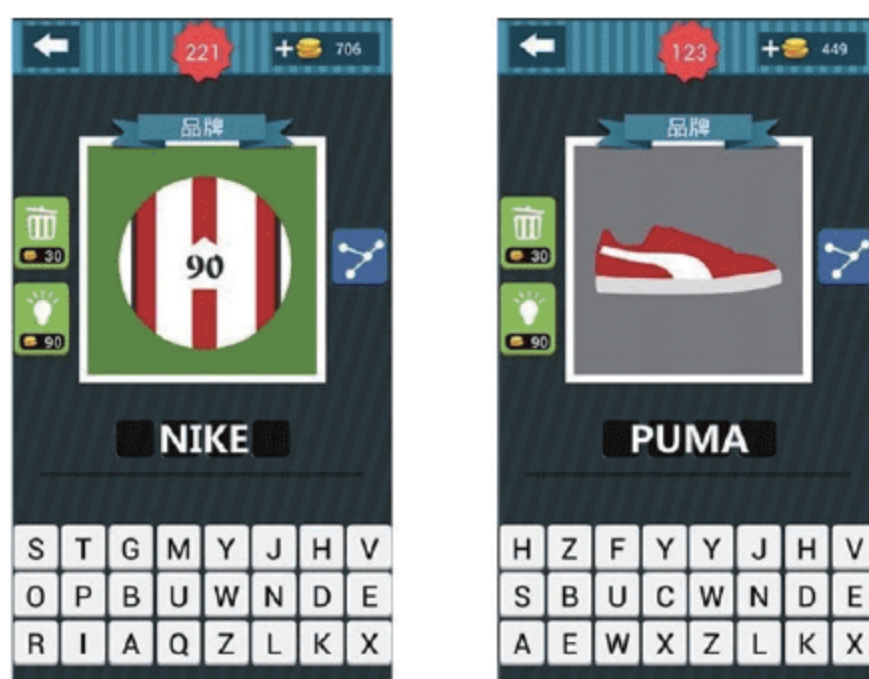 221
706
品牌
90
30
90
NIKE
S T G M Y J H V
O P B U W N D E
R I A Q Z L K X
123
449
品牌
30
90
PUMA
H Z F Y Y J H V
S B U C W N D E
A E W X Z L K X